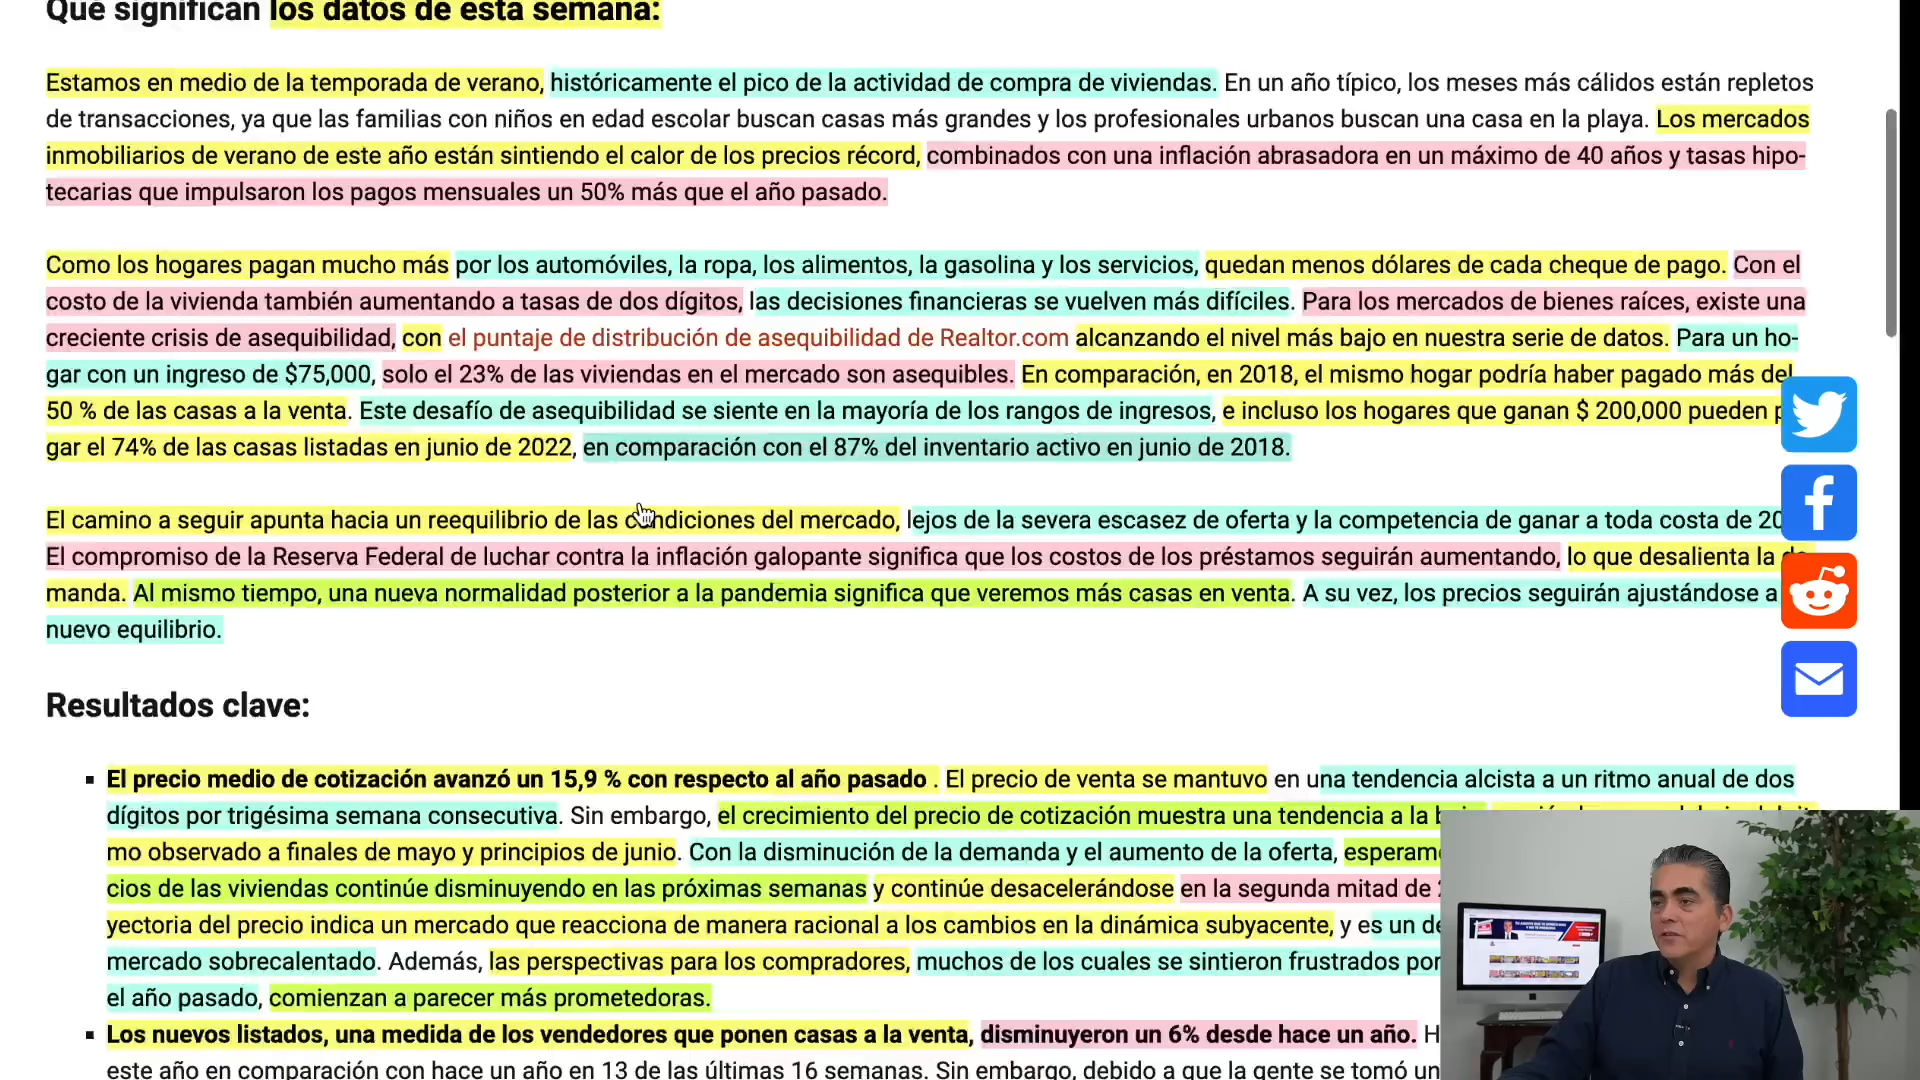 Qué significan los datos de esta semana:
Estamos en medio de la temporada de verano, históricamente el pico de la actividad de compra de viviendas. En un año típico, los meses más cálidos están repletos
de transacciones, ya que las familias con niños en edad escolar buscan casas más grandes y los profesionales urbanos buscan una casa en la playa. Los mercados
inmobiliarios de verano de este año están sintiendo el calor de los precios récord, combinados con una inflación abrasadora en un máximo de 40 años y tasas hipo-
tecarias que impulsaron los pagos mensuales un 50% más que el año pasado.
Como los hogares pagan mucho más por los automóviles, la ropa, los alimentos, la gasolina y los servicios, quedan menos dólares de cada cheque de pago. Con el
costo de la vivienda también aumentando a tasas de dos dígitos, las decisiones financieras se vuelven más difíciles. Para los mercados de bienes raíces, existe una
creciente crisis de asequibilidad, con el puntaje de distribución de asequibilidad de Realtor.com alcanzando el nivel más bajo en nuestra serie de datos. Para un ho-
gar con un ingreso de $75,000, solo el 23% de las viviendas en el mercado son asequibles. En comparación, en 2018, el mismo hogar podría haber pagado más del
50 % de las casas a la venta. Este desafío de asequibilidad se siente en la mayoría de los rangos de ingresos, e incluso los hogares que ganan $ 200,000 pueden
gar el 74% de las casas listadas en junio de 2022, en comparación con el 87% del inventario activo en junio de 2018.
El camino a seguir apunta hacia un reequilibrio de las condiciones del mercado, lejos de la severa escasez de oferta y la competencia de ganar a toda costa de
El compromiso de la Reserva Federal de luchar contra la inflación galopante significa que los costos de los préstamos seguirán aumentando, lo que desalienta la
manda. Al mismo tiempo, una nueva normalidad posterior a la pandemia significa que veremos más casas en venta. A su vez, los precios seguirán ajustándose a
nuevo equilibrio.
Resultados clave:
▪ El precio medio de cotización avanzó un 15,9 % con respecto al año pasado . El precio de venta se mantuvo en una tendencia alcista a un ritmo anual de dos
dígitos por trigésima semana consecutiva. Sin embargo, el crecimiento del precio de cotización muestra una tendencia a la
mo observado a finales de mayo y principios de junio. Con la disminución de la demanda y el aumento de la oferta,
cios de las viviendas continúe disminuyendo en las próximas semanas y continúe desacelerándose en la segunda mitad de
yectoria del precio indica un mercado que reacciona de manera racional a los cambios en la dinámica subyacente, y es un
mercado sobrecalentado. Además, las perspectivas para los compradores, muchos de los cuales se sintieron frustrados por
el año pasado, comienzan a parecer más prometedoras.
▪ Los nuevos listados, una medida de los vendedores que ponen casas a la venta, disminuyeron un 6% desde hace un año.
este año en comparación con hace un año en 13 de las últimas 16 semanas. Sin embargo, debido a que la gente se tomó un